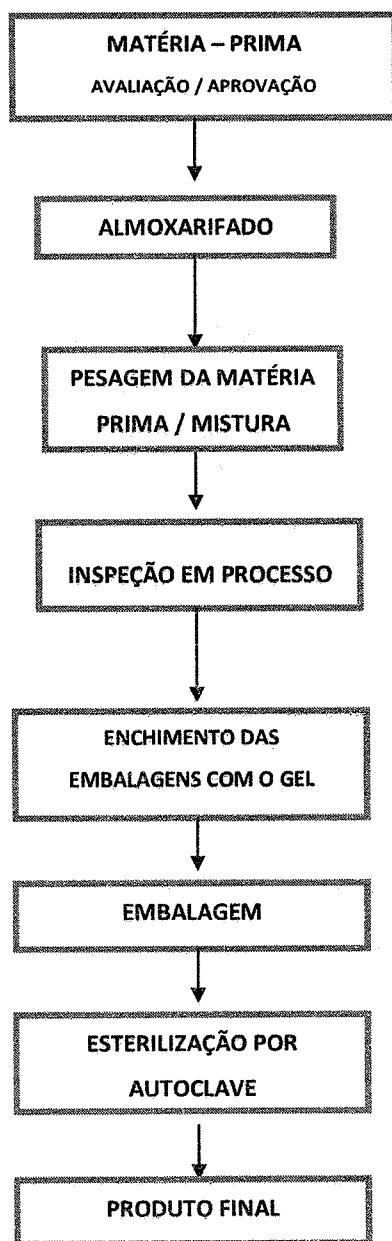 MATÉRIA – PRIMA
AVALIAÇÃO / APROVAÇÃO
ALMOXARIFADO
PESAGEM DA MATÉRIA
PRIMA / MISTURA
INSPEÇÃO EM PROCESSO
ENCHIMENTO DAS
EMBALAGENS COM O GEL
EMBALAGEM
ESTERILIZAÇÃO POR
AUTOCLAVE
PRODUTO FINAL